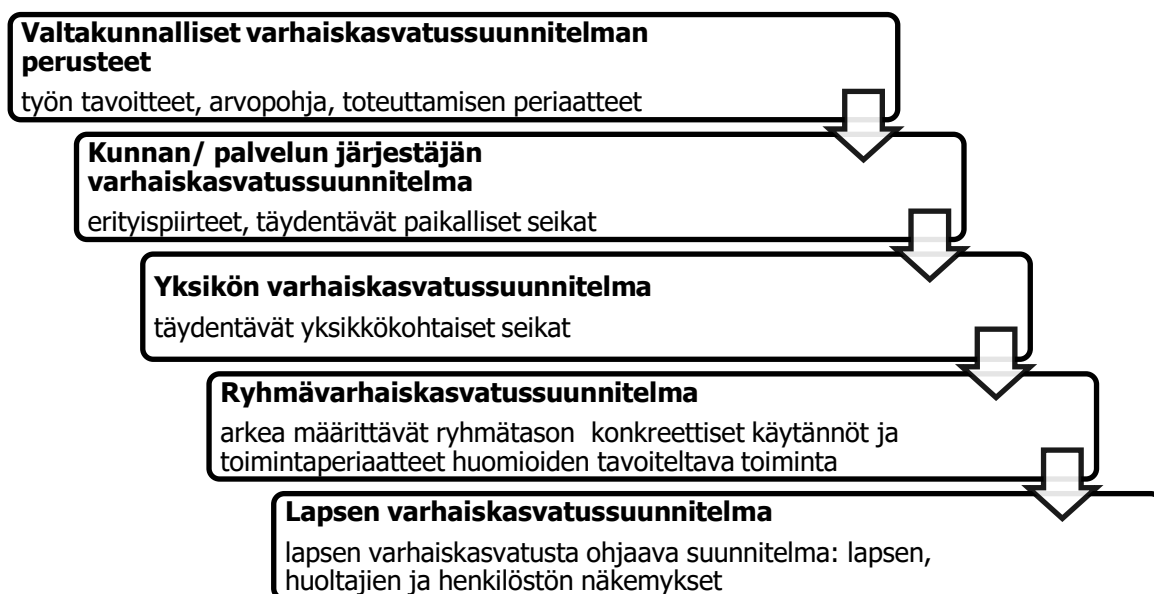 Valtakunnalliset varhaiskasvatussuunnitelman
perusteet
työn tavoitteet, arvopohja, toteuttamisen periaatteet
Kunnan/ palvelun järjestäjän
varhaiskasvatussuunnitelma
erityispiirteet, täydentävät paikalliset seikat
Yksikön varhaiskasvatussuunnitelma
täydentävät yksikkökohtaiset seikat
Ryhmävarhaiskasvatussuunnitelma
arkea määrittävät ryhmätason konkreettiset käytännöt ja
toimintaperiaatteet huomioiden tavoiteltava toiminta
Lapsen varhaiskasvatussuunnitelma
lapsen varhaiskasvatusta ohjaava suunnitelma: lapsen,
huoltajien ja henkilöstön näkemykset